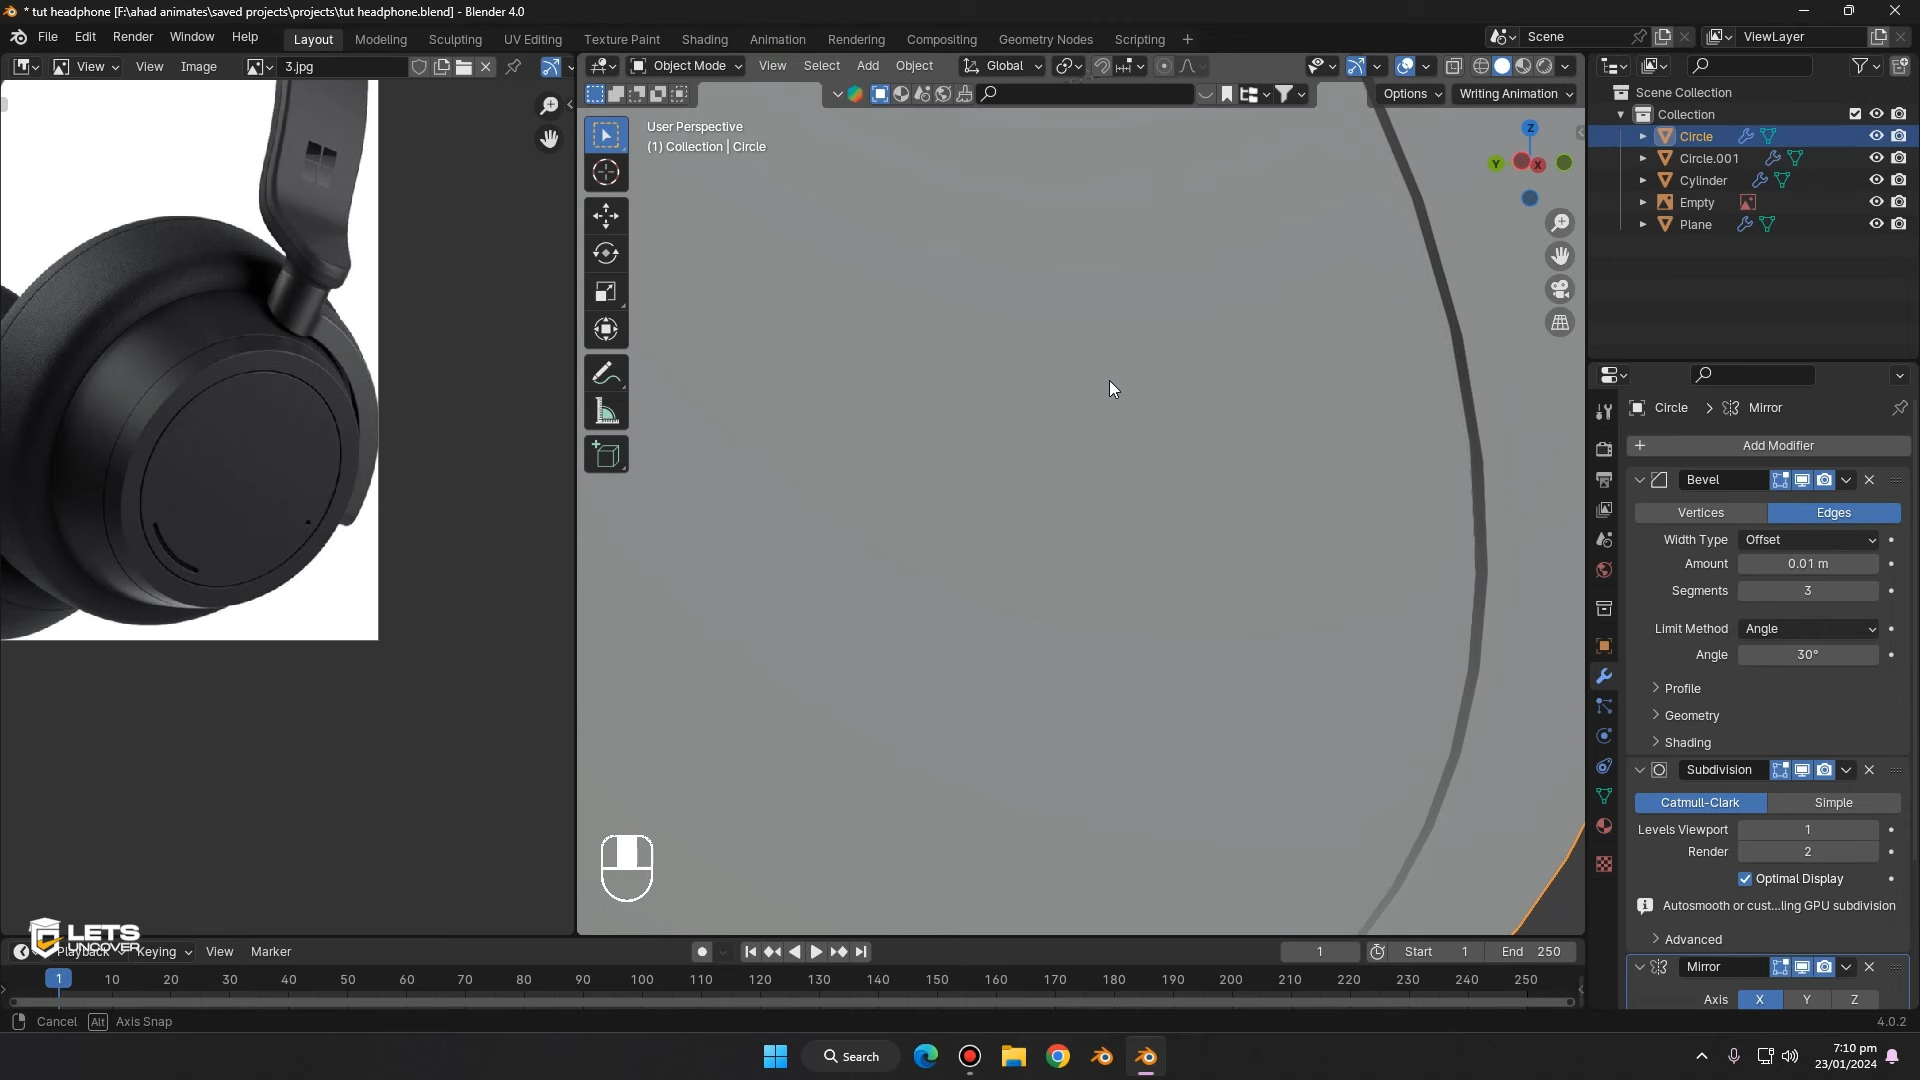 * tut headphone [F:\ahad animates\saved projects\projects\tut headphone.blend] - Blender 4.0
File Edit Render Window Help Layout Modeling Sculpting UV Editing Texture Paint Shading Animation Rendering Compositing Geometry Nodes Scripting + Scene ViewLayer
View View Image 3.jpg Object Mode View Select Add Object Global
Options Writing Animation
Scene Collection
Collection
Circle
Circle.001
Cylinder
Empty
Plane
User Perspective
(1) Collection | Circle
Z
Y X
Circle > Mirror
+ Add Modifier
Bevel
Vertices Edges
Width Type Offset
Amount 0.01 m
Segments 3
Limit Method Angle
Angle 30°
Profile
Geometry
Shading
Subdivision
Catmull-Clark Simple
Levels Viewport 1
Render 2
Optimal Display
Autosmooth or cust...ling GPU subdivision
Advanced
Mirror
Axis X Y Z
LETS
UNCOVER
Playback Keying View Marker 1 Start 1 End 250
1 10 20 30 40 50 60 70 80 90 100 110 120 130 140 150 160 170 180 190 200 210 220 230 240 250
Cancel Alt Axis Snap 4.0.2
Search
7:10 pm
23/01/2024